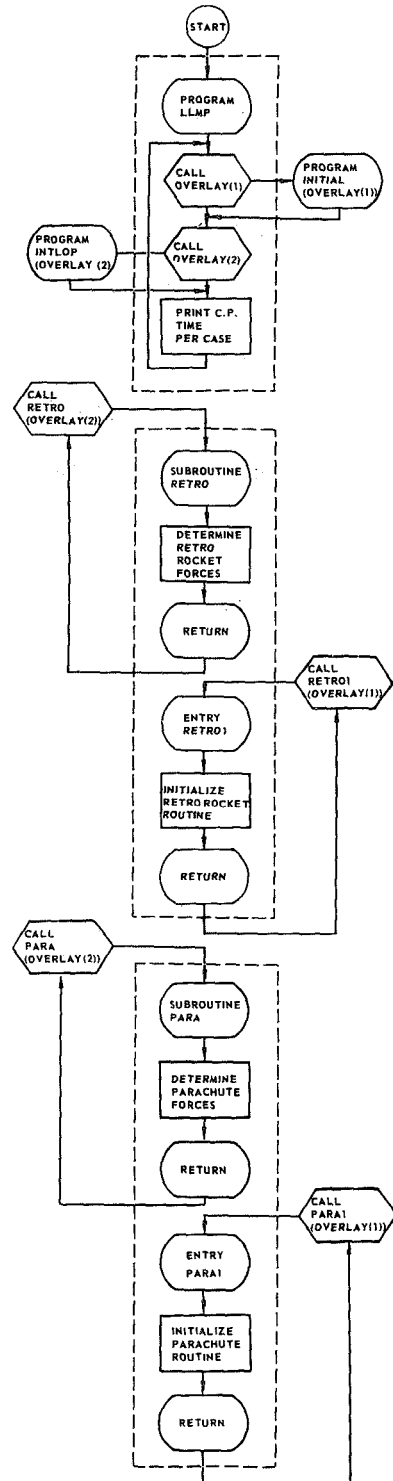 START
PROGRAM
LLMP
CALL
OVERLAY(1)
PROGRAM
INITIAL
(OVERLAY(1))
PROGRAM
INTLOP
(OVERLAY (2)
CALL
OVERLAY(2)
PRINT C.P.
TIME
PER CASE
CALL
RETRO
(OVERLAY(2))
SUBROUTINE
RETRO
DETERMINE
RETRO
ROCKET
FORCES
RETURN
CALL
RETRO1
(OVERLAY(1))
ENTRY
RETRO1
INITIALIZE
RETRO ROCKET
ROUTINE
RETURN
CALL
PARA
(OVERLAY(2))
SUBROUTINE
PARA
DETERMINE
PARACHUTE
FORCES
RETURN
CALL
PARA1
(OVERLAY(1))
ENTRY
PARA1
INITIALIZE
PARACHUTE
ROUTINE
RETURN